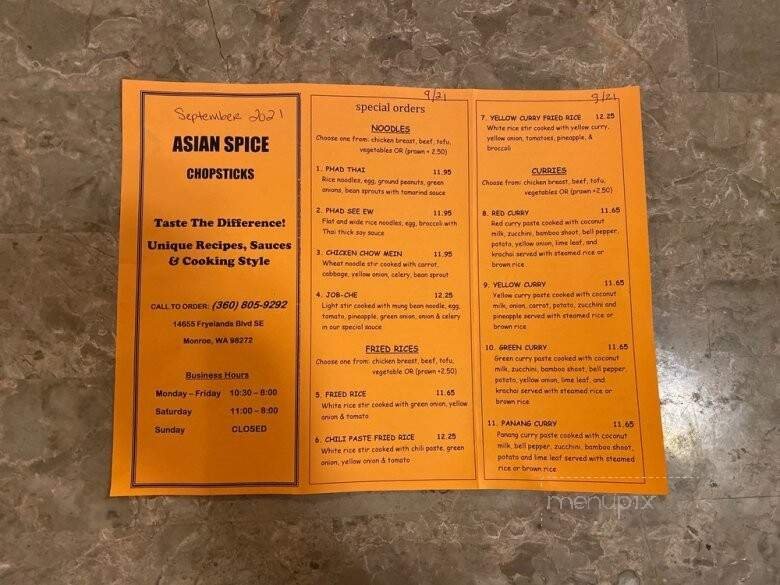 September 2021
ASIAN SPICE
CHOPSTICKS
Taste The Difference!
Unique Recipes, Sauces
& Cooking Style
CALL TO ORDER: (360) 805-9292
14655 Fryelands Blvd SE
Monroe, WA 98272
Business Hours
Monday – Friday 10:30 – 8:00
Saturday 11:00 – 8:00
Sunday CLOSED
9/21
special orders
NOODLES
Choose one from: chicken breast, beef, tofu,
vegetables OR (prawn + 2.50)
1. PHAD THAI 11.95
Rice noodles, egg, ground peanuts, green
onions, bean sprouts with tamarind sauce
2. PHAD SEE EW 11.95
Flat and wide rice noodles, egg, broccoli with
Thai thick soy sauce
3. CHICKEN CHOW MEIN 11.95
Wheat noodle stir cooked with carrot,
cabbage, yellow onion, celery, bean sprout
4. JOB-CHE 12.25
Light stir cooked with mung bean noodle, egg,
tomato, pineapple, green onion, onion & celery
in our special sauce
FRIED RICES
Choose one from: chicken breast, beef, tofu,
vegetable OR (prawn +2.50)
5. FRIED RICE 11.65
White rice stir cooked with green onion, yellow
onion & tomato
6. CHILI PASTE FRIED RICE 12.25
White rice stir cooked with chili paste, green
onion, yellow onion & tomato
9/21
7. YELLOW CURRY FRIED RICE 12.25
White rice stir cooked with yellow curry,
yellow onion, tomatoes, pineapple, &
broccoli
CURRIES
Choose one from: chicken breast, beef, tofu,
vegetables OR (prawn +2.50)
8. RED CURRY 11.65
Red curry paste cooked with coconut
milk, zucchini, bamboo shoot, bell pepper,
potato, yellow onion, lime leaf, and
krachai served with steamed rice or
brown rice
9. YELLOW CURRY 11.65
Yellow curry paste cooked with coconut
milk, onion, carrot, potato, zucchini and
pineapple served with steamed rice or
brown rice
10. GREEN CURRY 11.65
Green curry paste cooked with coconut
milk, zucchini, bamboo shoot, bell pepper,
potato, yellow onion, lime leaf, and
krachai served with steamed rice or
brown rice
11. PANANG CURRY 11.65
Panang curry paste cooked with coconut
milk, bell pepper, zucchini, bamboo shoot,
potato and lime leaf served with steamed
rice or brown rice
menupix